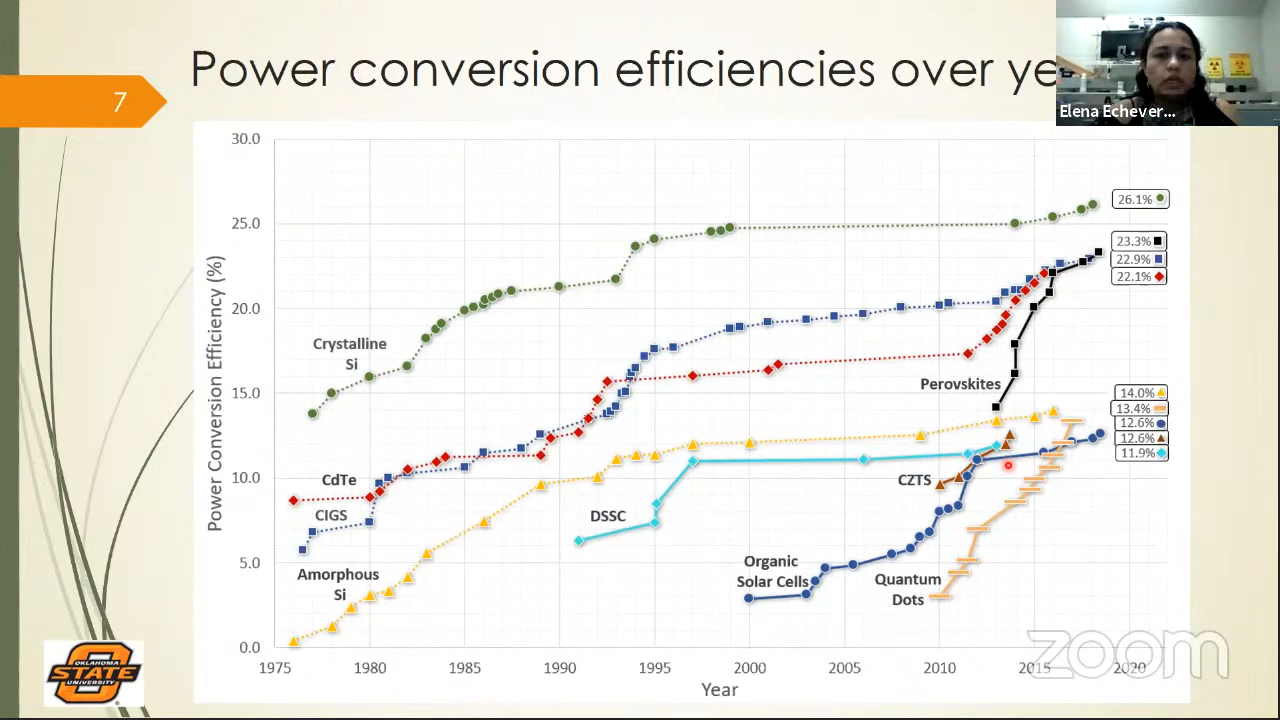 Power conversion efficiencies over ye
7
Elena Echever...
30.0
25.0
20.0
15.0
10.0
5.0
0.0
Power Conversion Efficiency (%)
1975
1980
1985
1990
1995
2000
2005
2010
2015
2020
Year
Crystalline
Si
CdTe
CIGS
Amorphous
Si
DSSC
Organic
Solar Cells
Quantum
Dots
CZTS
Perovskites
26.1%
23.3%
22.9%
22.1%
14.0%
13.4%
12.6%
12.6%
11.9%
OKLAHOMA
STATE
UNIVERSITY
zoom